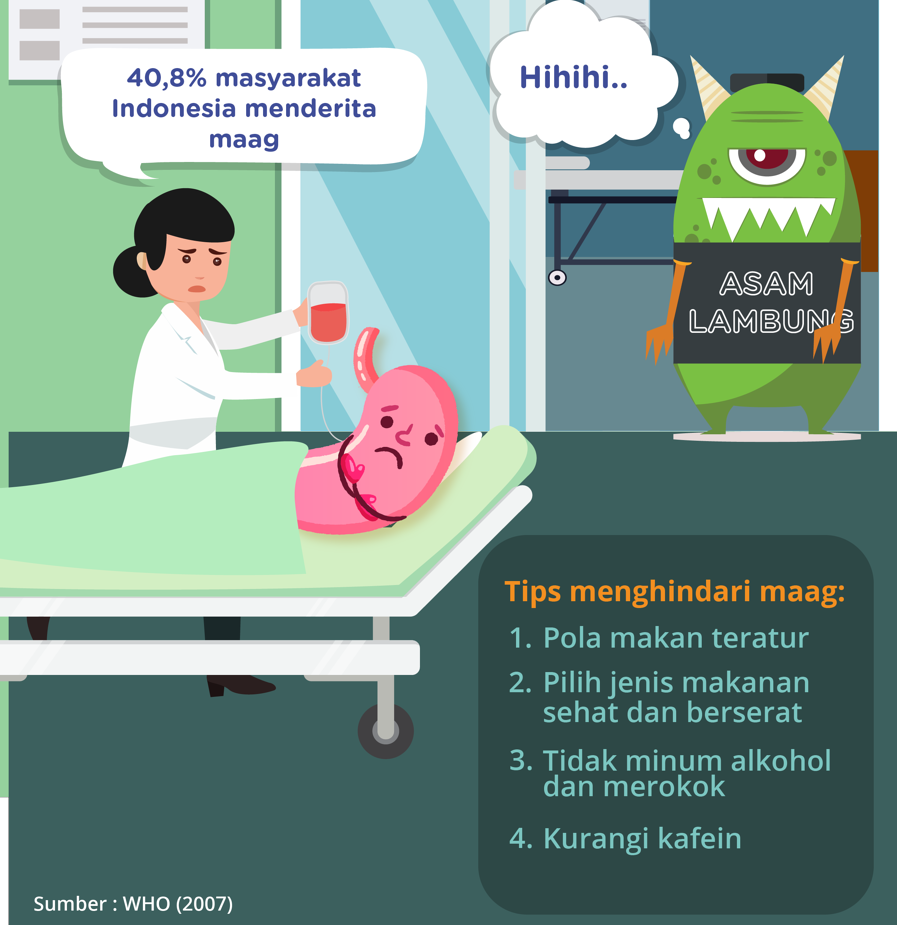 40,8% masyarakat
Indonesia menderita
maag
Hihihi..
ASAM
LAMBUNG
Tips menghindari maag:
1. Pola makan teratur
2. Pilih jenis makanan
sehat dan berserat
3. Tidak minum alkohol
dan merokok
4. Kurangi kafein
Sumber : WHO (2007)